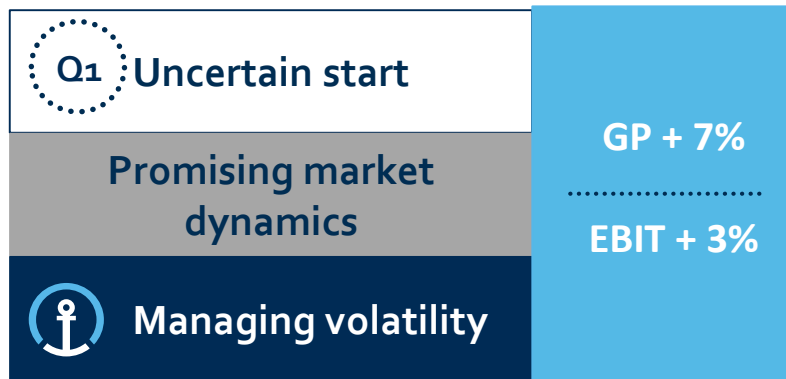 Q1 Uncertain start
Promising market
dynamics
Managing volatility
GP + 7%
EBIT + 3%